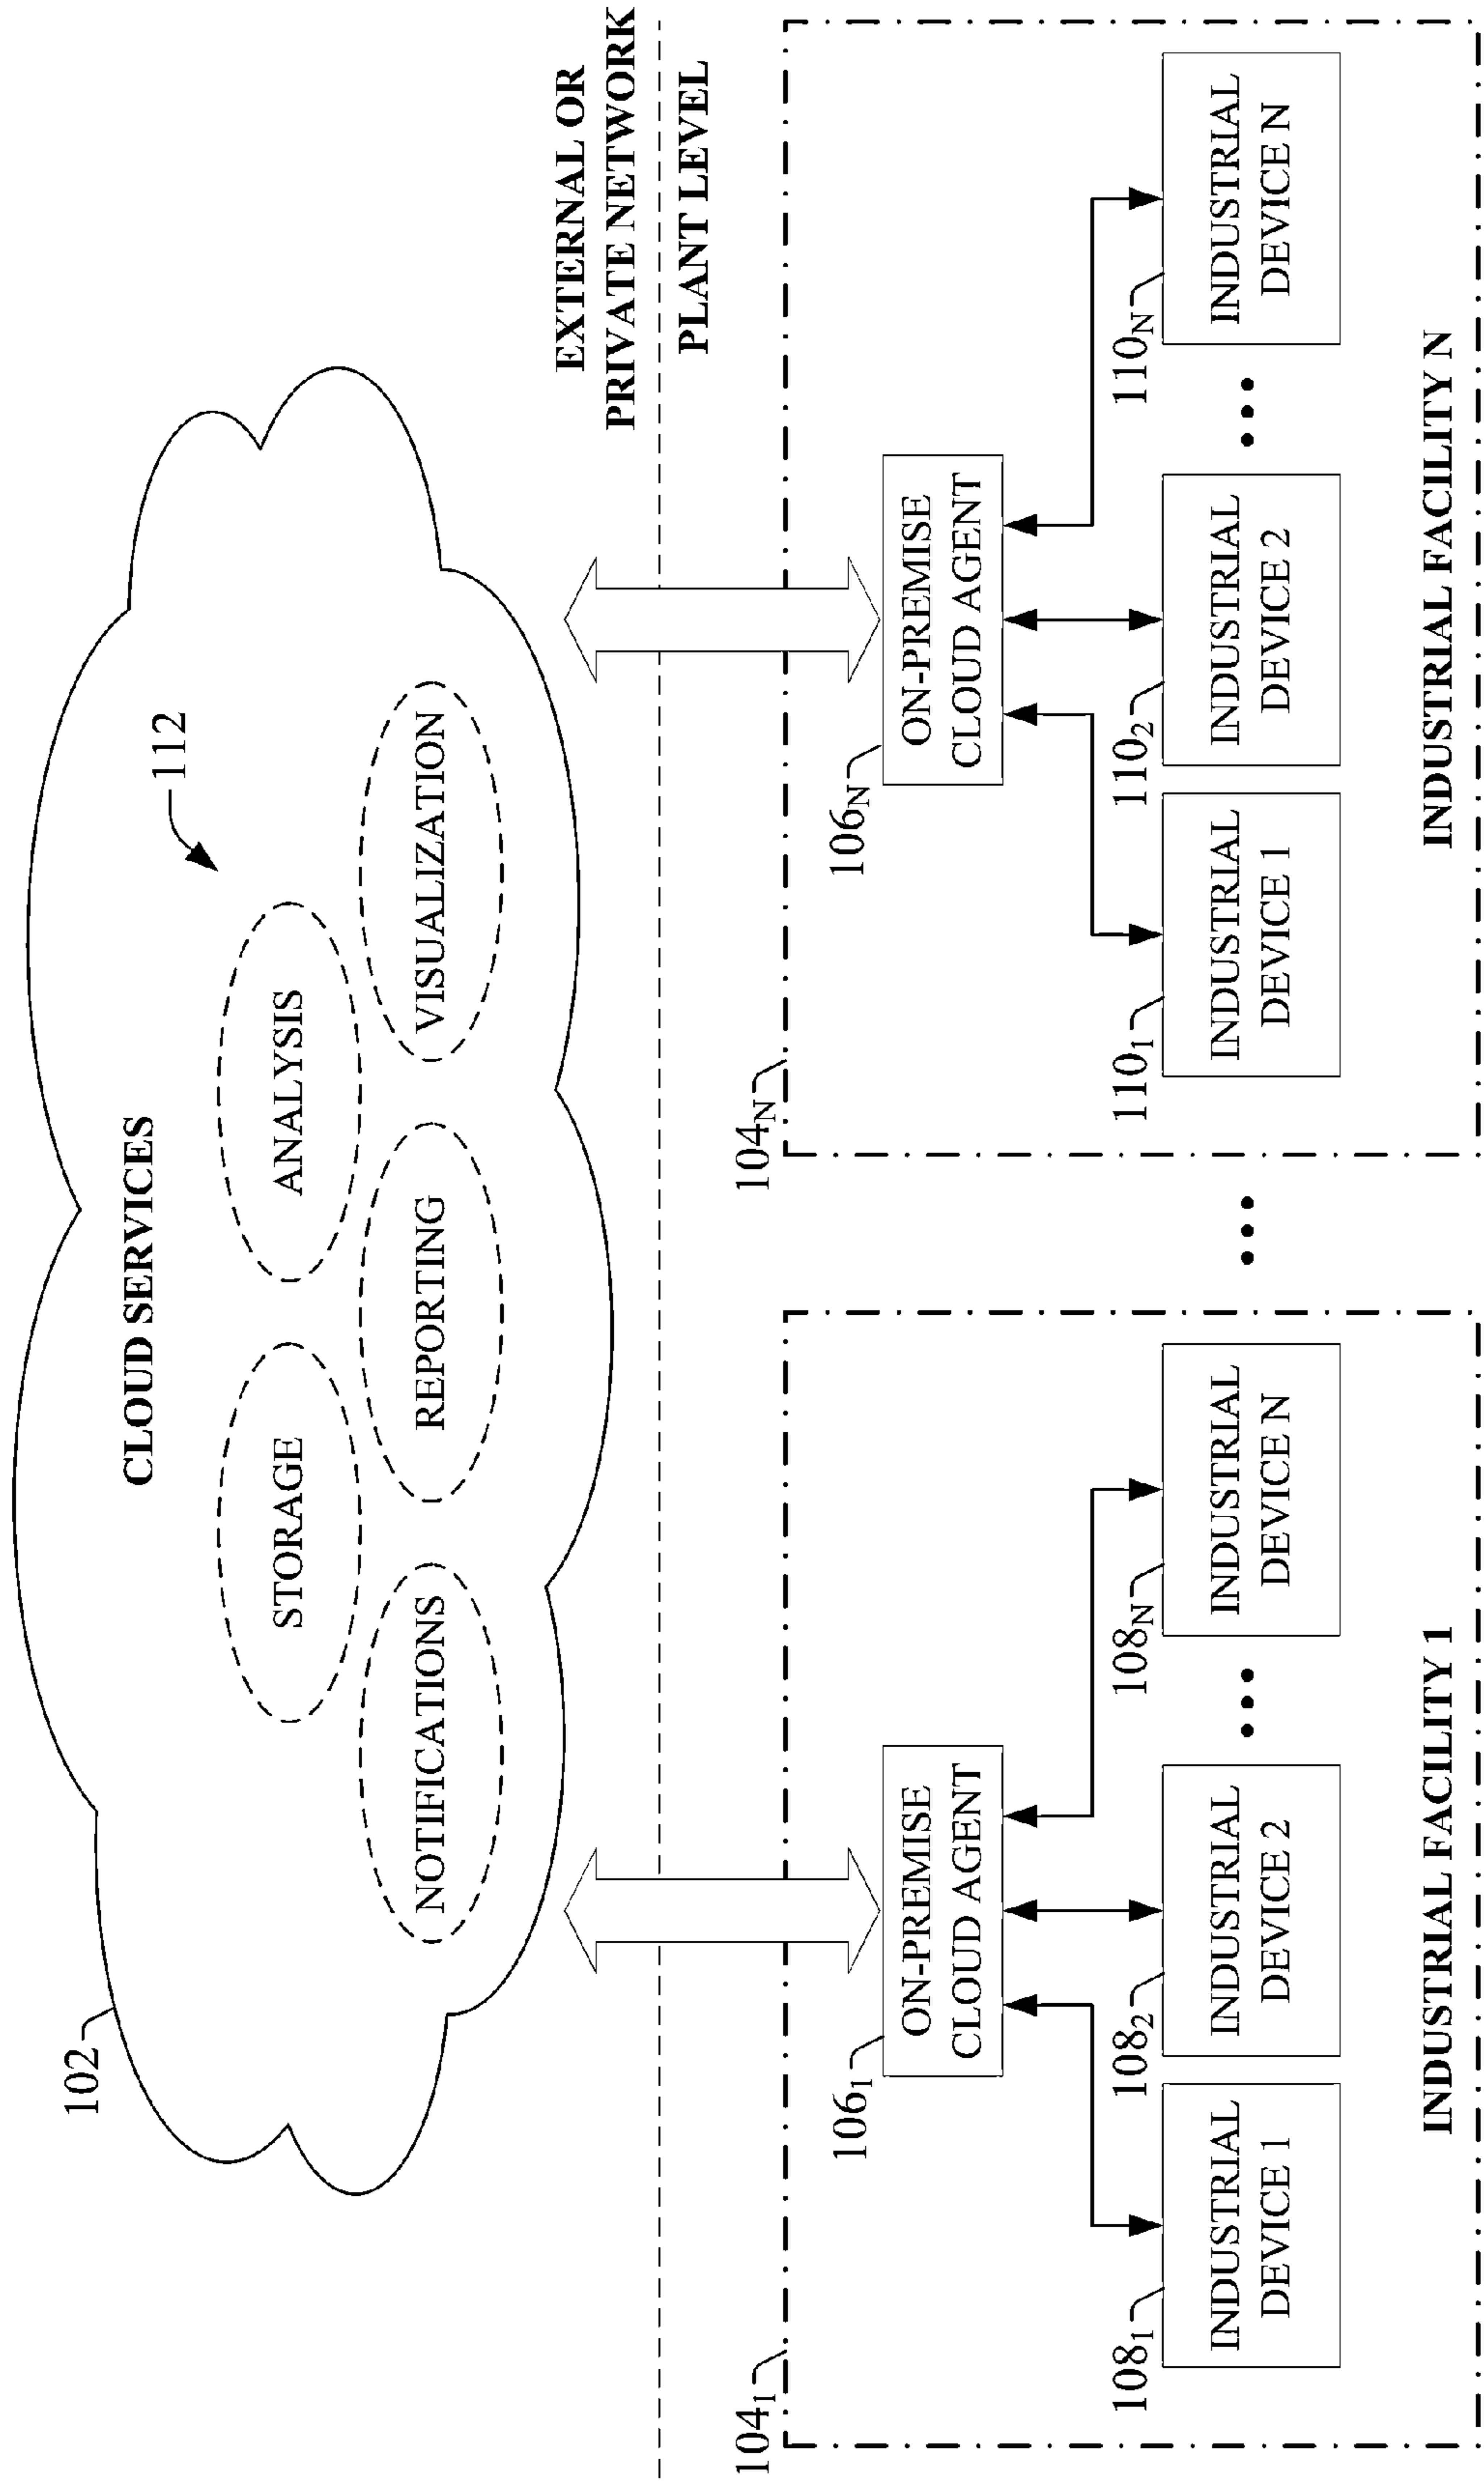 102
CLOUD SERVICES
112
STORAGE
ANALYSIS
NOTIFICATIONS
REPORTING
VISUALIZATION
EXTERNAL OR
PRIVATE NETWORK
PLANT LEVEL
104₁
106₁
ON-PREMISE
CLOUD AGENT
108₁
INDUSTRIAL
DEVICE 1
108₂
INDUSTRIAL
DEVICE 2
•••
108ₙ
INDUSTRIAL
DEVICE N
INDUSTRIAL FACILITY 1
•••
104ₙ
106ₙ
ON-PREMISE
CLOUD AGENT
110₁
INDUSTRIAL
DEVICE 1
110₂
INDUSTRIAL
DEVICE 2
•••
110ₙ
INDUSTRIAL
DEVICE N
INDUSTRIAL FACILITY N